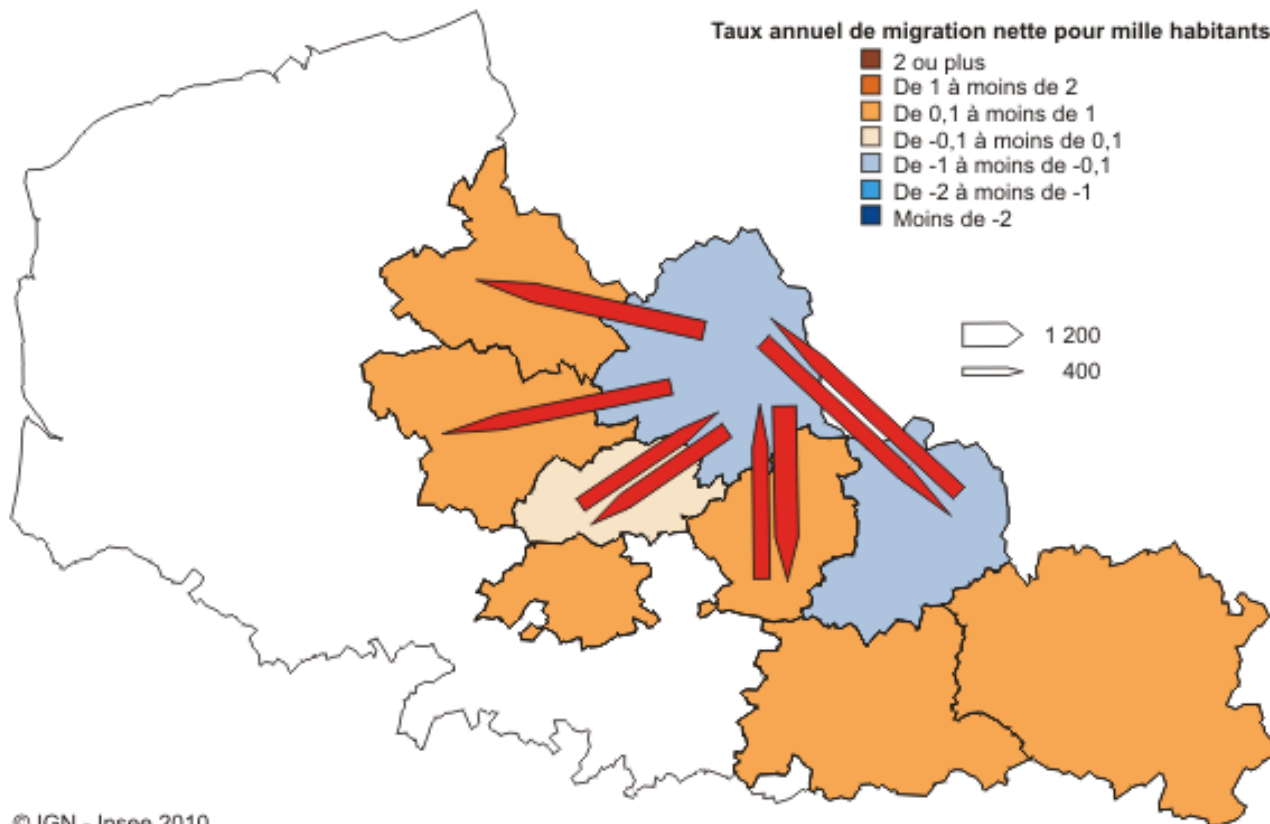 Taux annuel de migration nette pour mille habitants
2 ou plus
De 1 à moins de 2
De 0,1 à moins de 1
De -0,1 à moins de 0,1
De -1 à moins de -0,1
De -2 à moins de -1
Moins de -2
1 200
400
© IGN - Insee 2010